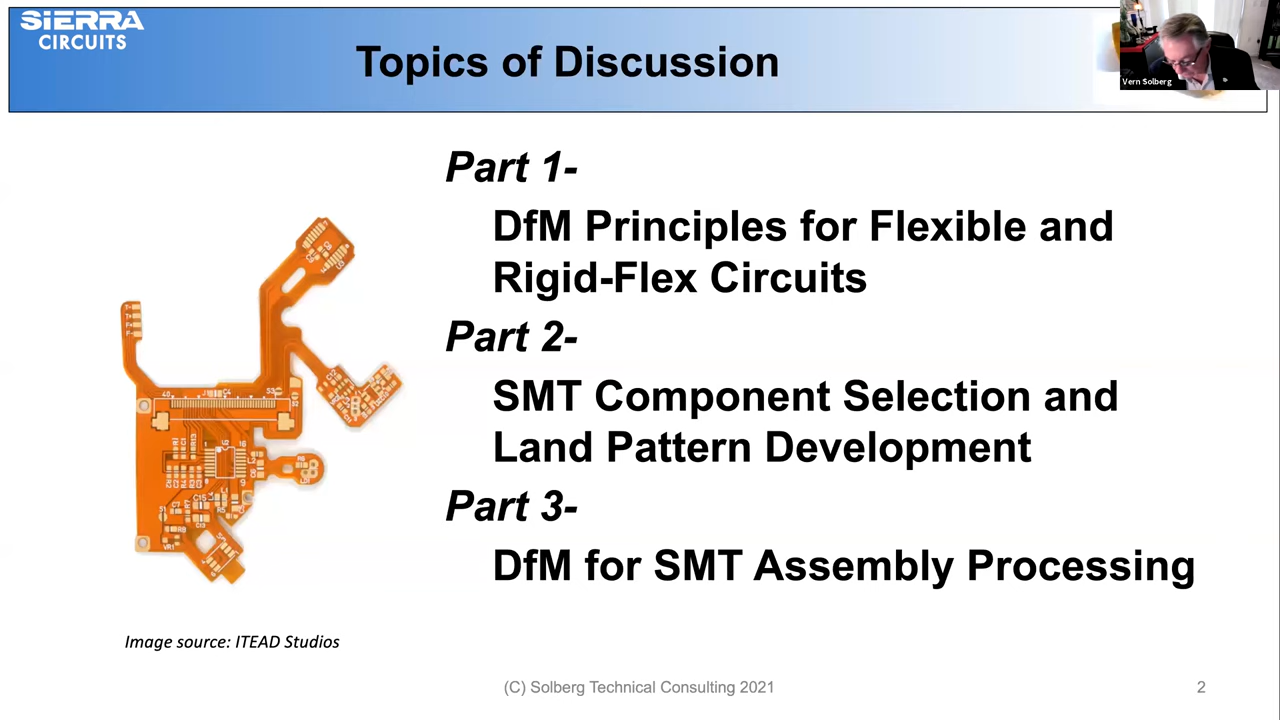 SIERRA
CIRCUITS
Topics of Discussion
Vern Solberg
Part 1-
DfM Principles for Flexible and
Rigid-Flex Circuits
Part 2-
SMT Component Selection and
Land Pattern Development
Part 3-
DfM for SMT Assembly Processing
Image source: ITEAD Studios
(C) Solberg Technical Consulting 2021
2